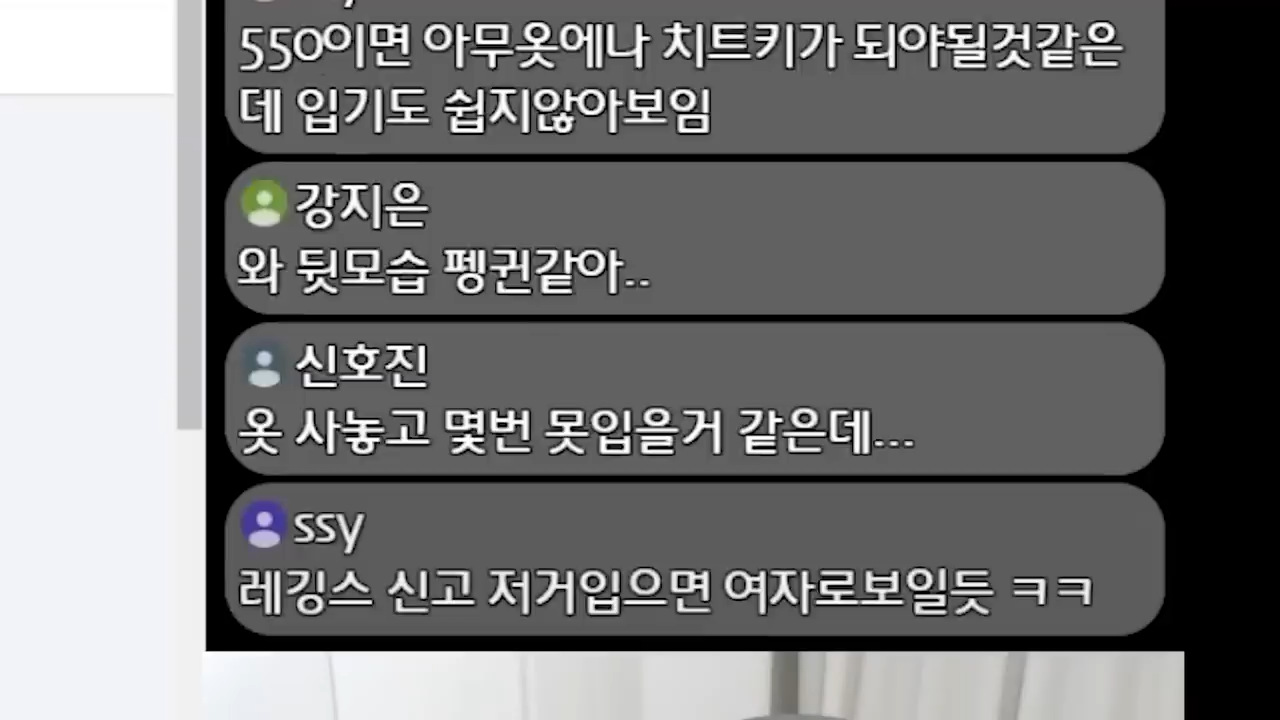 550이면 아무옷에나 치트키가 되야될것같은
데 입기도 쉽지않아보임
강지은
와 뒷모습 펭귄같아..
신호진
옷 사놓고 몇번 못입을거 같은데...
ssy
레깅스 신고 저거입으면 여자로보일듯 ㅋㅋ